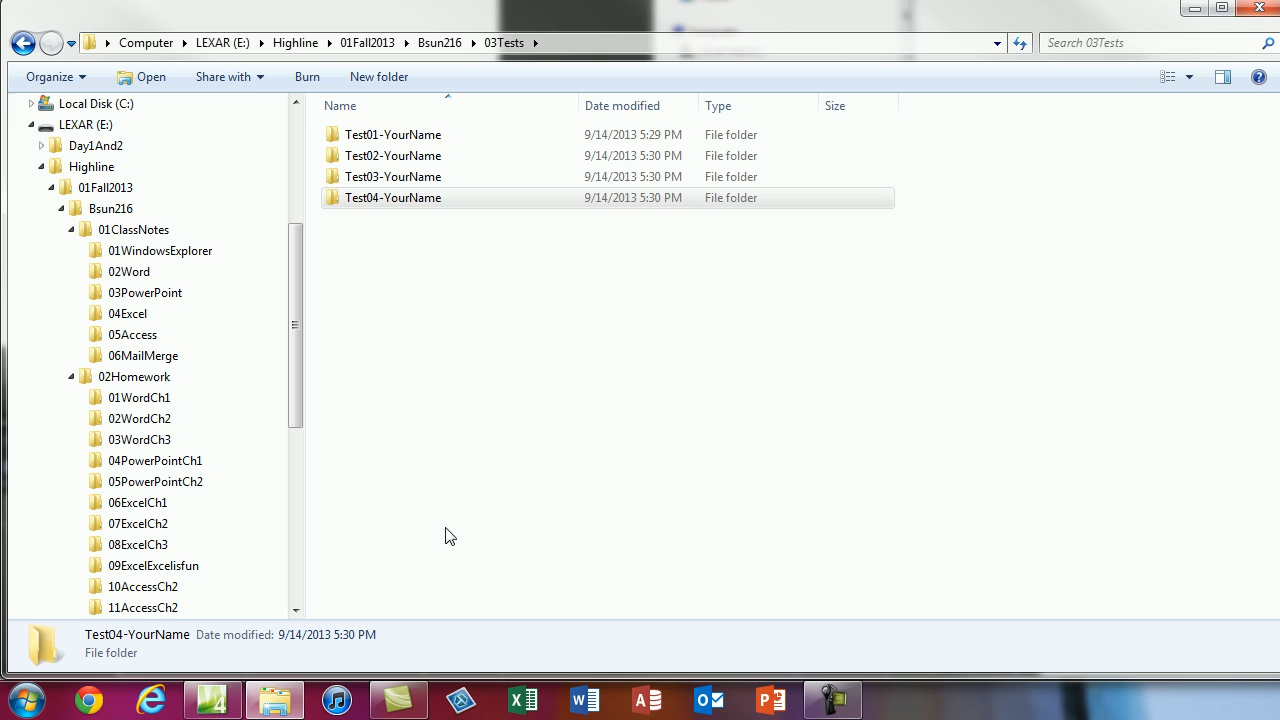 Computer LEXAR (E:) Highline 01Fall2013 Bsun216 03Tests Search 03Tests
Organize Open Share with Burn New folder
Local Disk (C:)
LEXAR (E:)
Day1And2
Highline
01Fall2013
Bsun216
01ClassNotes
01WindowsExplorer
02Word
03PowerPoint
04Excel
05Access
06MailMerge
02Homework
01WordCh1
02WordCh2
03WordCh3
04PowerPointCh1
05PowerPointCh2
06ExcelCh1
07ExcelCh2
08ExcelCh3
09ExcelExcelisfun
10AccessCh2
11AccessCh2
Name Date modified Type Size
Test01-YourName 9/14/2013 5:29 PM File folder
Test02-YourName 9/14/2013 5:30 PM File folder
Test03-YourName 9/14/2013 5:30 PM File folder
Test04-YourName 9/14/2013 5:30 PM File folder
Test04-YourName Date modified: 9/14/2013 5:30 PM
File folder